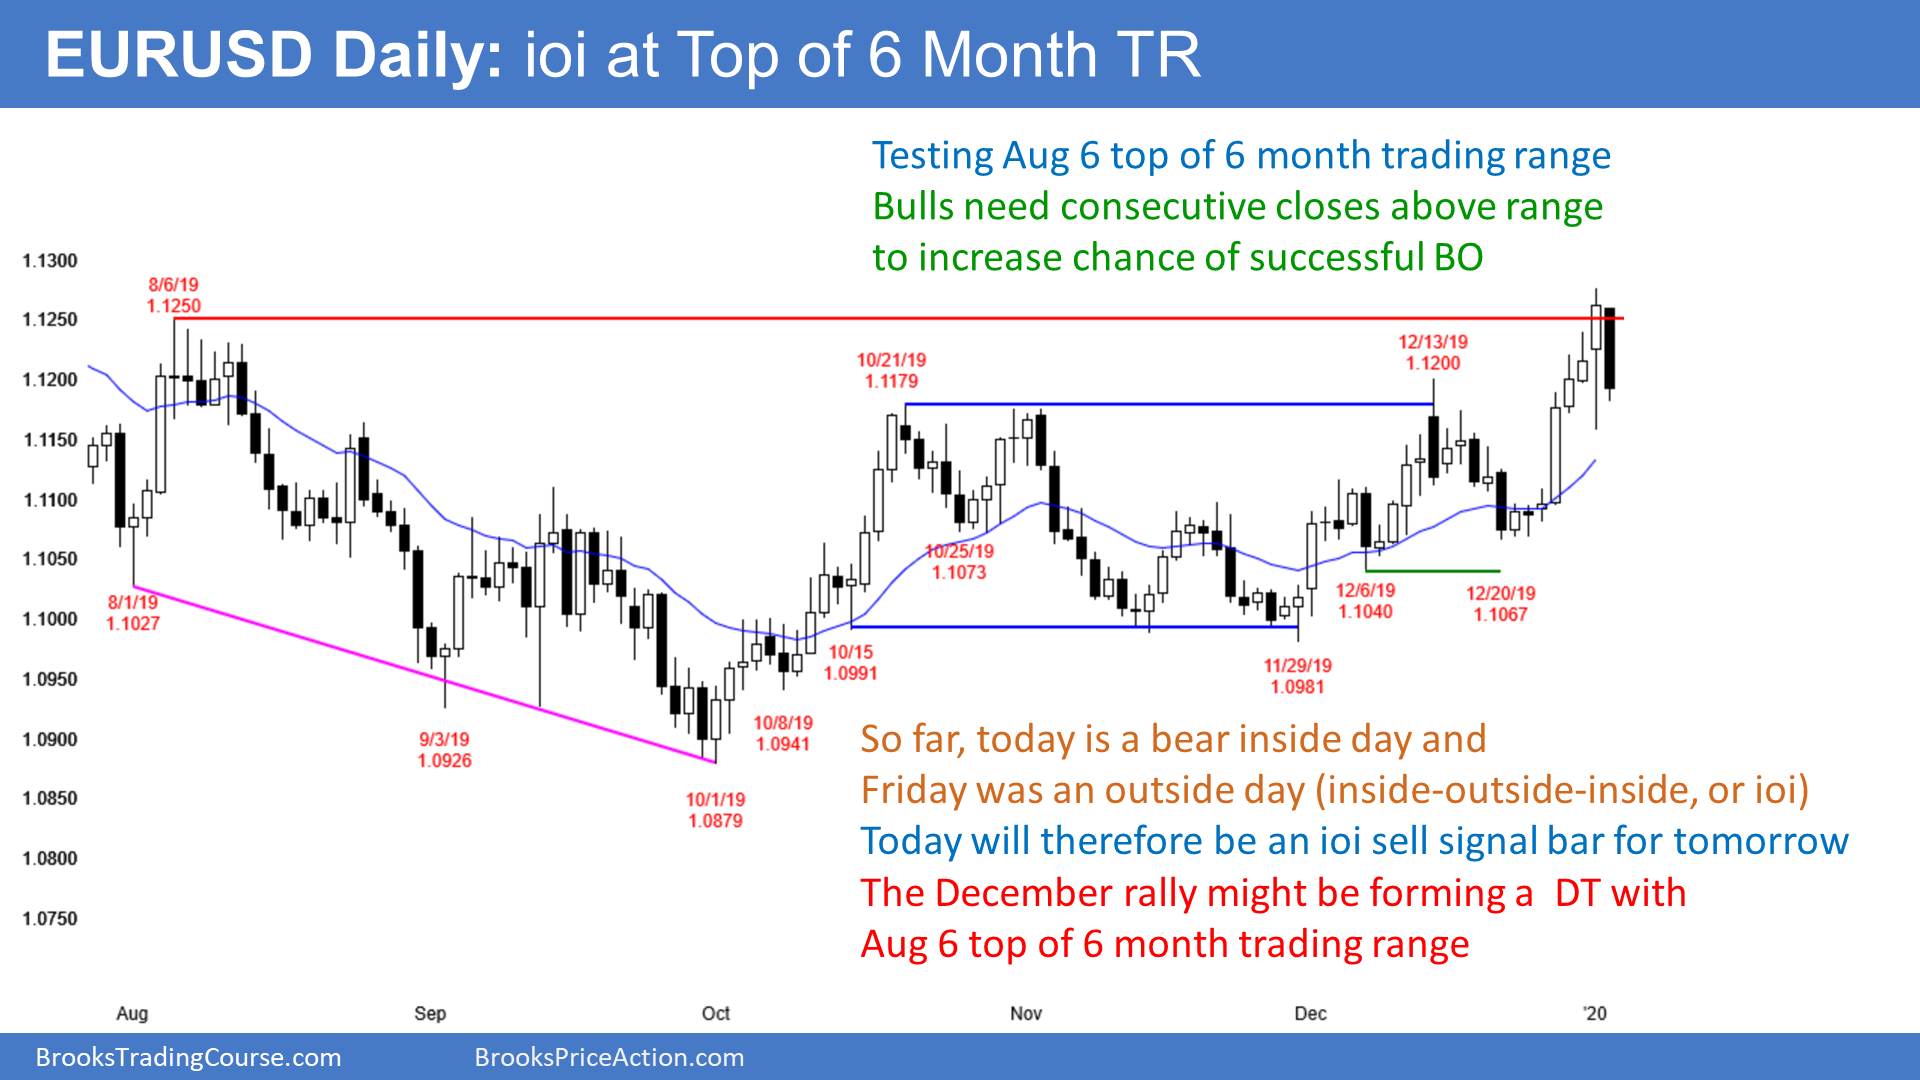 EURUSD Daily: ioi at Top of 6 Month TR
Testing Aug 6 top of 6 month trading range
Bulls need consecutive closes above range
to increase chance of successful BO
1.1300
1.1250
1.1200
1.1150
1.1100
1.1050
1.1000
1.0950
1.0900
1.0850
1.0800
1.0750
8/6/19
1.1250
8/1/19
1.1027
9/3/19
1.0926
10/1/19
1.0879
10/8/19
1.0941
10/15
1.0991
10/21/19
1.1179
10/25/19
1.1073
11/29/19
1.0981
12/6/19
1.1040
12/13/19
1.1200
12/20/19
1.1067
So far, today is a bear inside day and
Friday was an outside day (inside-outside-inside, or ioi)
Today will therefore be an ioi sell signal bar for tomorrow
The December rally might be forming a  DT with
Aug 6 top of 6 month trading range
Aug
Sep
Oct
Nov
Dec
'20
BrooksTradingCourse.com
BrooksPriceAction.com